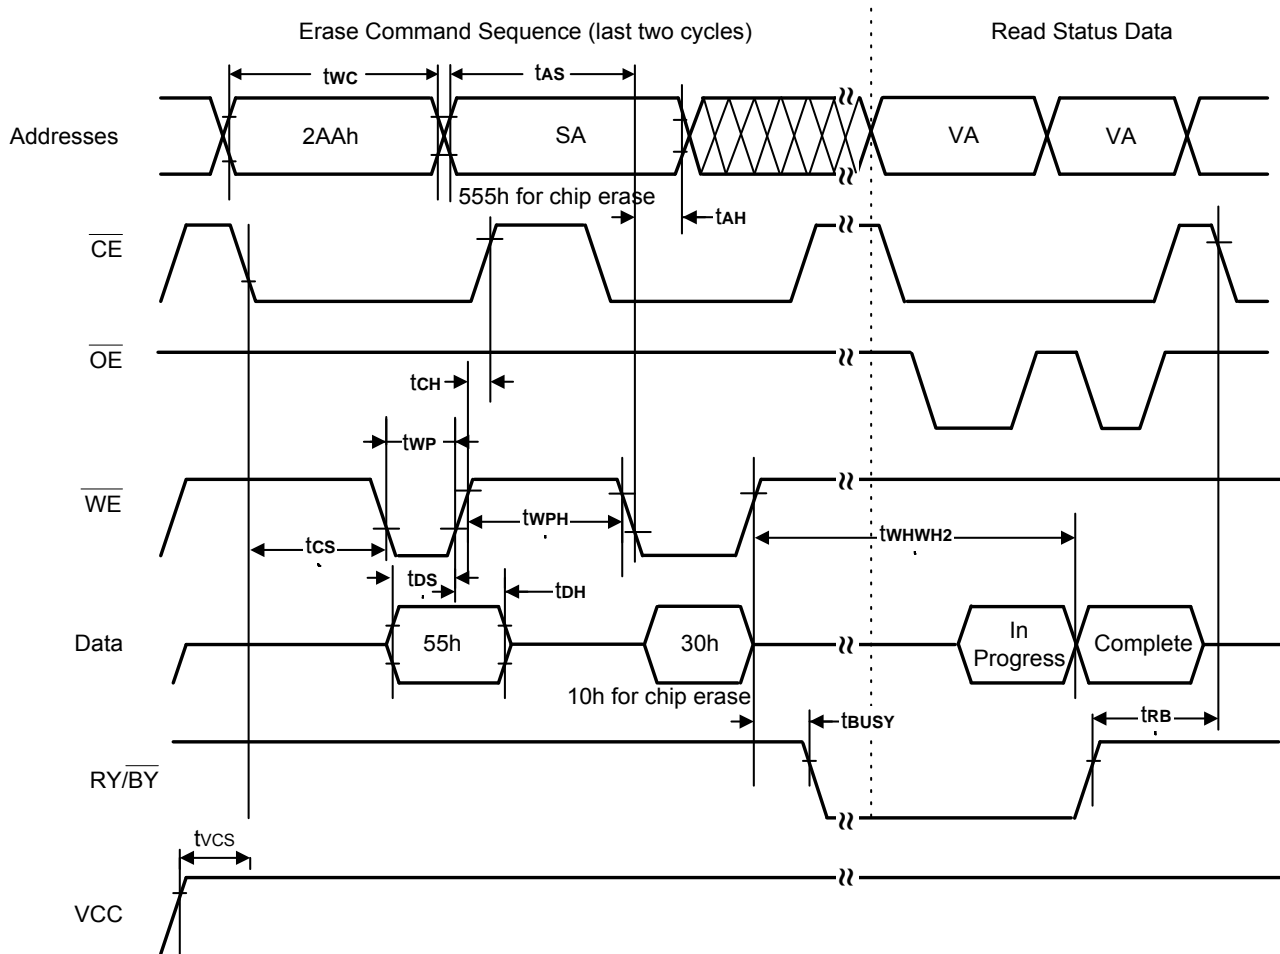 Erase Command Sequence (last two cycles)
Read Status Data
tWC
tAS
Addresses
2AAh
SA
VA
VA
555h for chip erase
tAH
CE
OE
tCH
tWP
WE
tWPH
tWHWH2
tCS
tDS
tDH
Data
55h
30h
In
Progress
Complete
10h for chip erase
tBUSY
tRB
RY/BY
tVCS
VCC